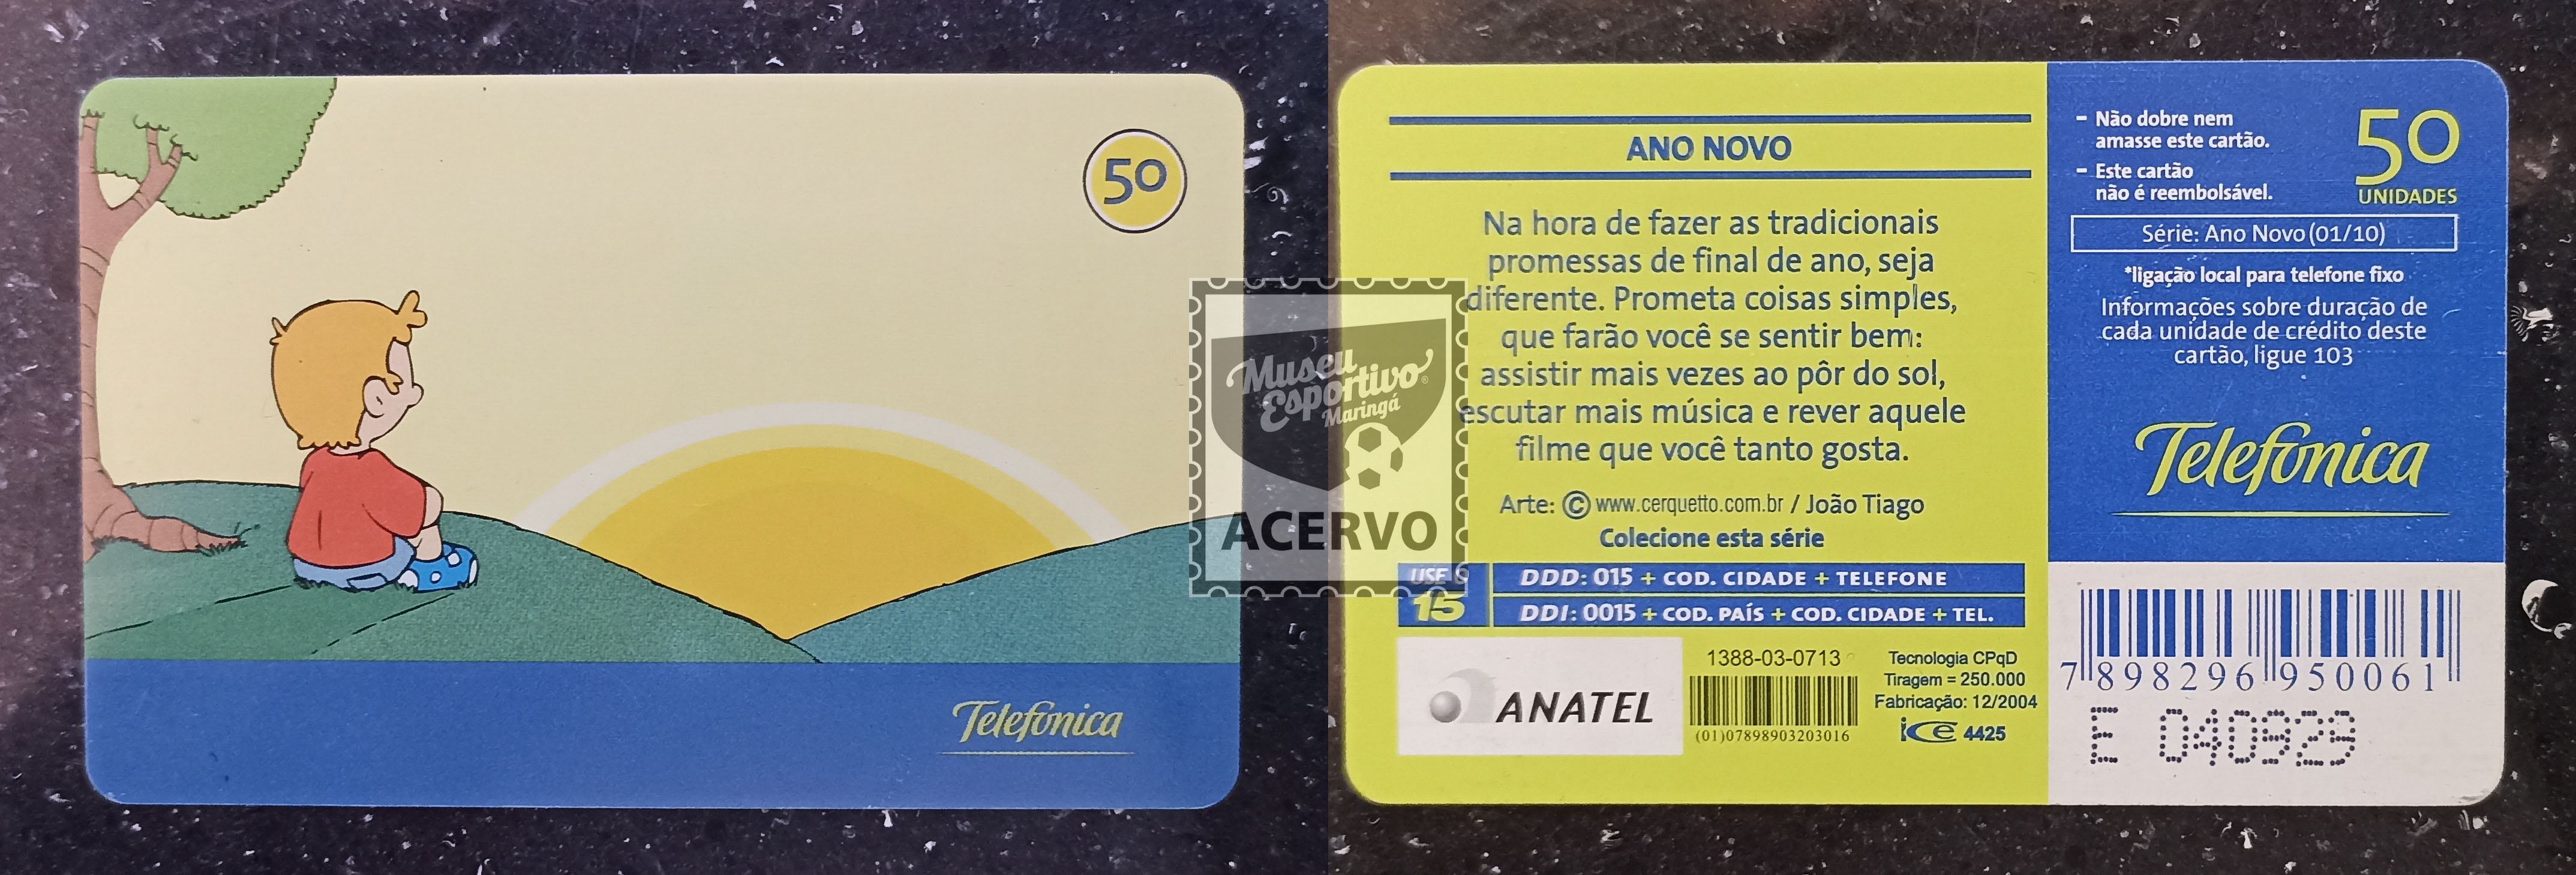 50
Telefonica
Museu
Esportivo
Maringá
ACERVO
ANO NOVO
Na hora de fazer as tradicionais
promessas de final de ano, seja
diferente. Prometa coisas simples,
que farão você se sentir bem:
assistir mais vezes ao pôr do sol,
escutar mais música e rever aquele
filme que você tanto gosta.
Arte: © www.cerquetto.com.br / João Tiago
Colecione esta série
USE O
15
DDD: 015 + COD. CIDADE + TELEFONE
DDI: 0015 + COD. PAÍS + COD. CIDADE + TEL.
ANATEL
1388-03-0713
(01)07898903203016
Tecnologia CPqD
Tiragem = 250.000
Fabricação: 12/2004
ice 4425
- Não dobre nem
amasse este cartão.
- Este cartão
não é reembolsável.
50
UNIDADES
Série: Ano Novo (01/10)
*ligação local para telefone fixo
Informações sobre duração de
cada unidade de crédito deste
cartão, ligue 103
Telefonica
7 898296 950061
E 040929